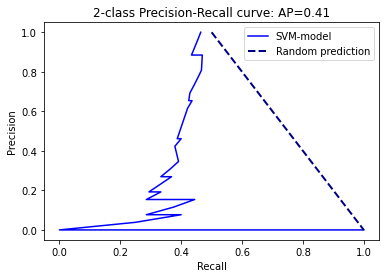 2-class Precision-Recall curve: AP=0.41
SVM-model
Random prediction
Precision
1.0
0.8
0.6
0.4
0.2
0.0
0.0 0.2 0.4 0.6 0.8 1.0
Recall